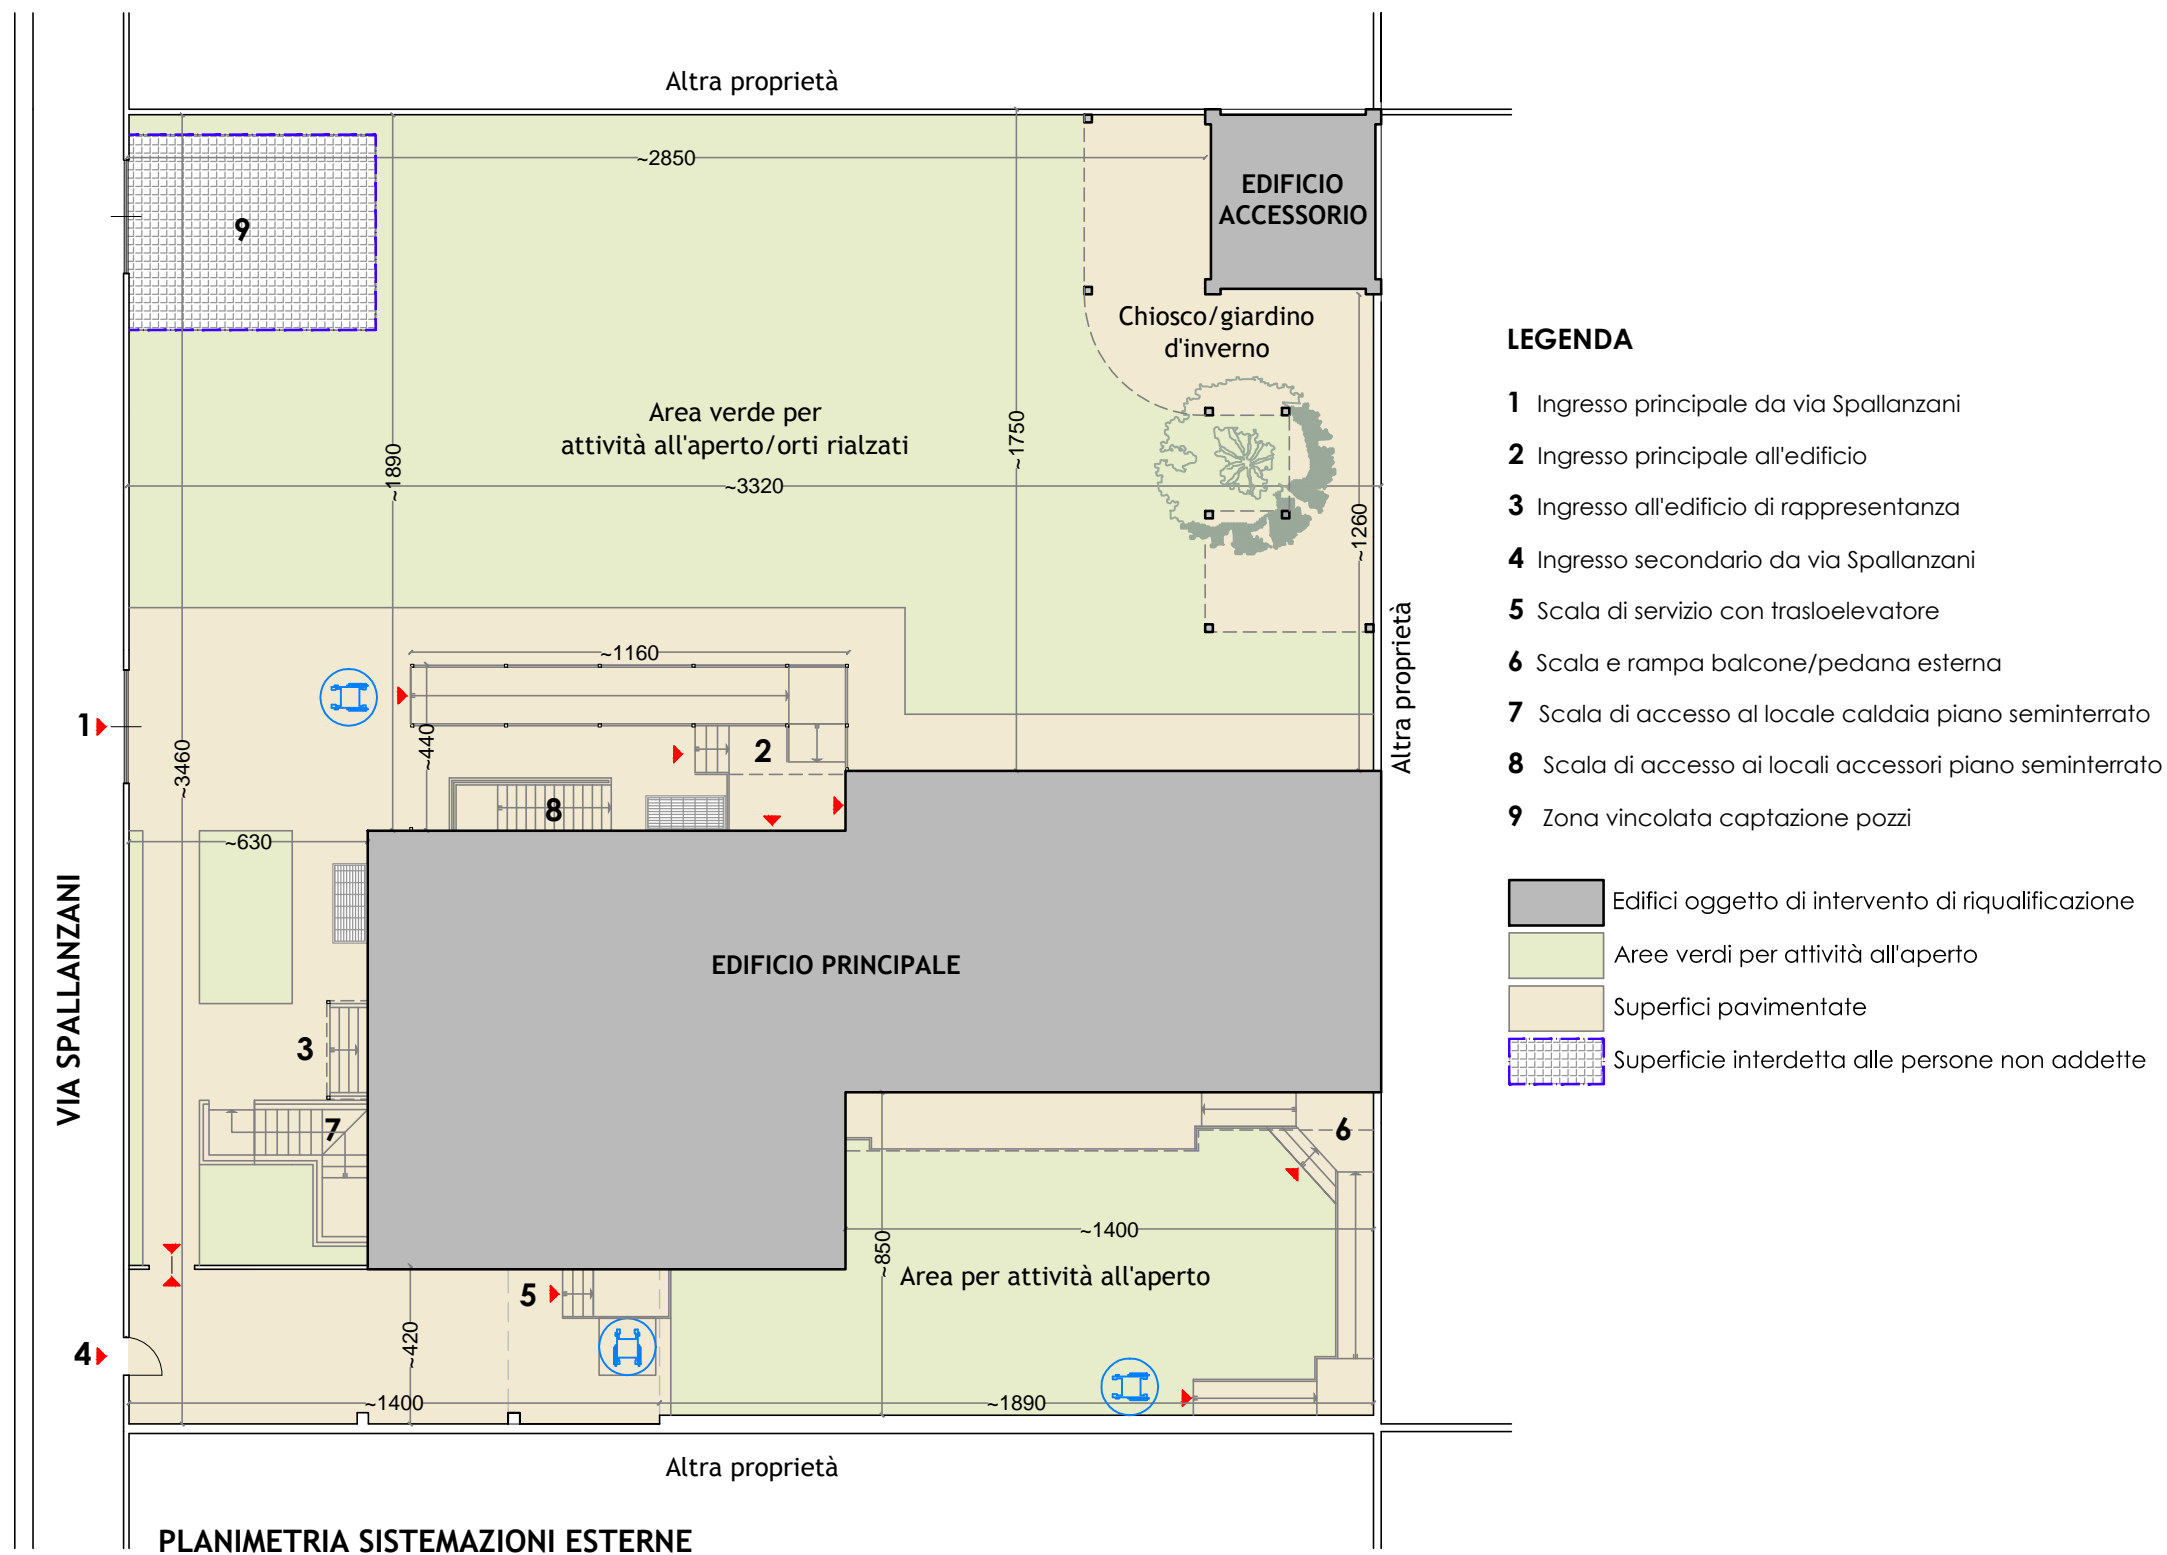 Altra proprietà
~2850
EDIFICIO
ACCESSORIO
9
Chiosco/giardino
d'inverno
Area verde per
attività all'aperto/orti rialzati
~1890
~1750
~3320
~1260
~1160
1
~3460
~440
2
8
Altra proprietà
~630
VIA SPALLANZANI
EDIFICIO PRINCIPALE
3
7
6
~1400
~850
Area per attività all'aperto
5
4
~420
~1400
~1890
Altra proprietà
PLANIMETRIA SISTEMAZIONI ESTERNE
LEGENDA
1 Ingresso principale da via Spallanzani
2 Ingresso principale all'edificio
3 Ingresso all'edificio di rappresentanza
4 Ingresso secondario da via Spallanzani
5 Scala di servizio con trasloelevatore
6 Scala e rampa balcone/pedana esterna
7 Scala di accesso al locale caldaia piano seminterrato
8 Scala di accesso ai locali accessori piano seminterrato
9 Zona vincolata captazione pozzi
Edifici oggetto di intervento di riqualificazione
Aree verdi per attività all'aperto
Superfici pavimentate
Superficie interdetta alle persone non addette